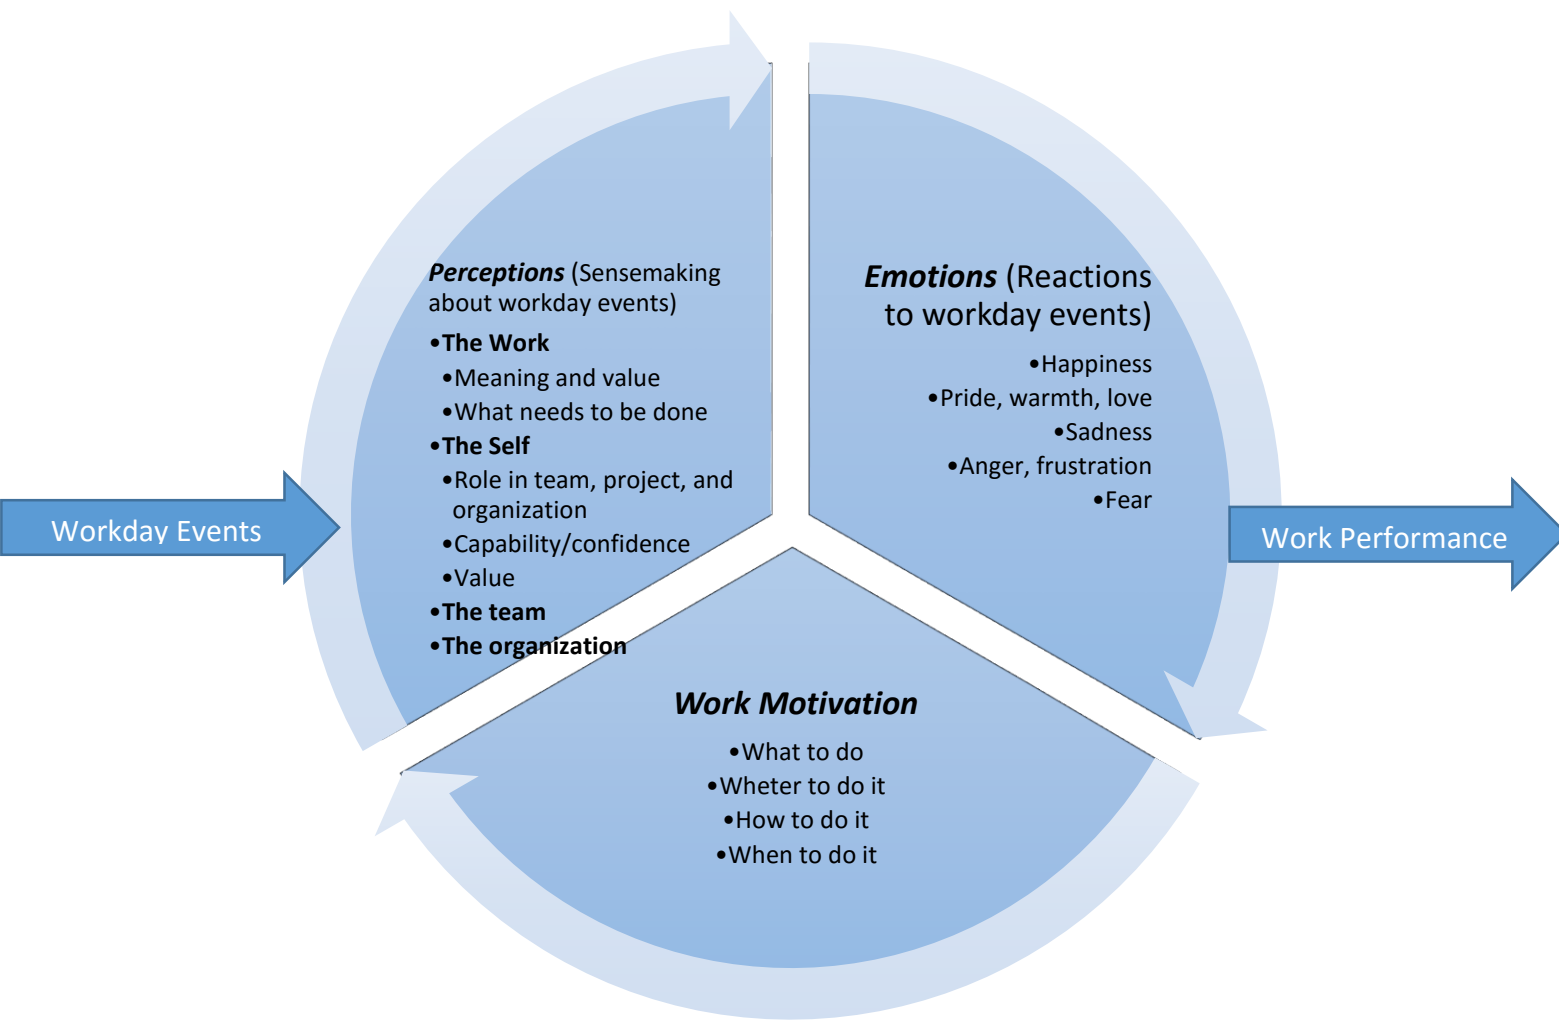 Workday Events
Perceptions (Sensemaking
about workday events)
•The Work
•Meaning and value
•What needs to be done
•The Self
•Role in team, project, and
organization
•Capability/confidence
•Value
•The team
•The organization
Emotions (Reactions
to workday events)
•Happiness
•Pride, warmth, love
•Sadness
•Anger, frustration
•Fear
Work Performance
Work Motivation
•What to do
•Wheter to do it
•How to do it
•When to do it